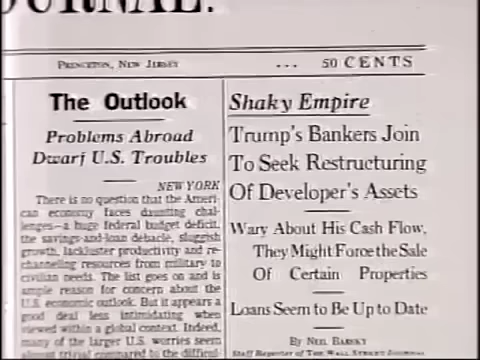 URNAL.
PRINCETON, NEW JERSEY ... 50 CENTS
The Outlook
Problems Abroad
Dwarf U.S. Troubles
NEW YORK
There is no question that the Ameri-
can economy faces daunting chal-
lenges—a huge federal budget deficit,
the savings-and-loan debacle, sluggish
growth, lackluster productivity and re-
channeling resources from military to
civilian needs. The list goes on and is
ample reason for concern about the
U.S. economic outlook. But it appears a
good deal less intimidating when
viewed within a global context. Indeed,
many of the larger U.S. worries seem
almost trivial compared to the difficul-
Shaky Empire
Trump's Bankers Join
To Seek Restructuring
Of Developer's Assets
Wary About His Cash Flow,
They Might Force the Sale
Of Certain Properties
Loans Seem to Be Up to Date
By NEIL BARSKY
Staff Reporter of THE WALL STREET JOURNAL